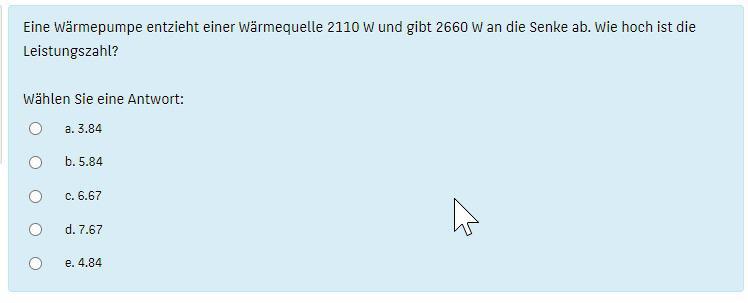 Eine Wärmepumpe entzieht einer Wärmequelle 2110 W und gibt 2660 W an die Senke ab. Wie hoch ist die
Leistungszahl?
Wählen Sie eine Antwort:
a. 3.84
b. 5.84
c. 6.67
d. 7.67
e. 4.84